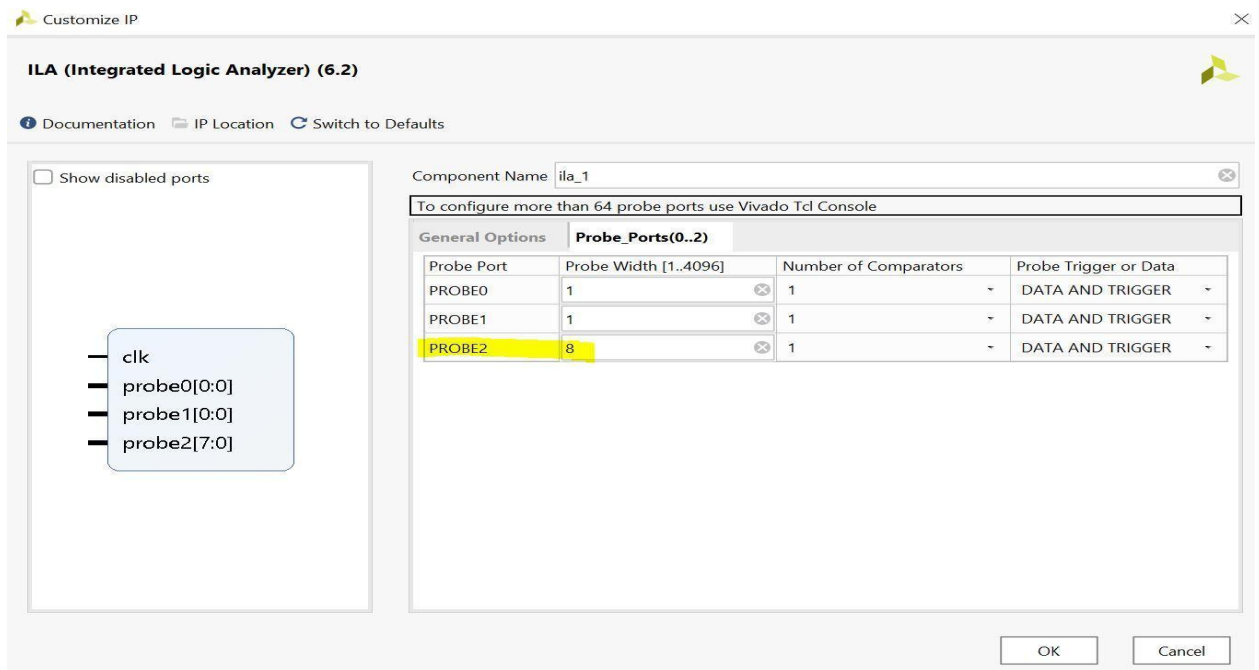 Customize IP
ILA (Integrated Logic Analyzer) (6.2)
Documentation IP Location Switch to Defaults
Show disabled ports
clk
probe0[0:0]
probe1[0:0]
probe2[7:0]
Component Name ila_1
To configure more than 64 probe ports use Vivado Tcl Console
General Options Probe_Ports(0..2)
Probe Port Probe Width [1..4096] Number of Comparators Probe Trigger or Data
PROBE0 1 1 DATA AND TRIGGER
PROBE1 1 1 DATA AND TRIGGER
PROBE2 8 1 DATA AND TRIGGER
OK Cancel